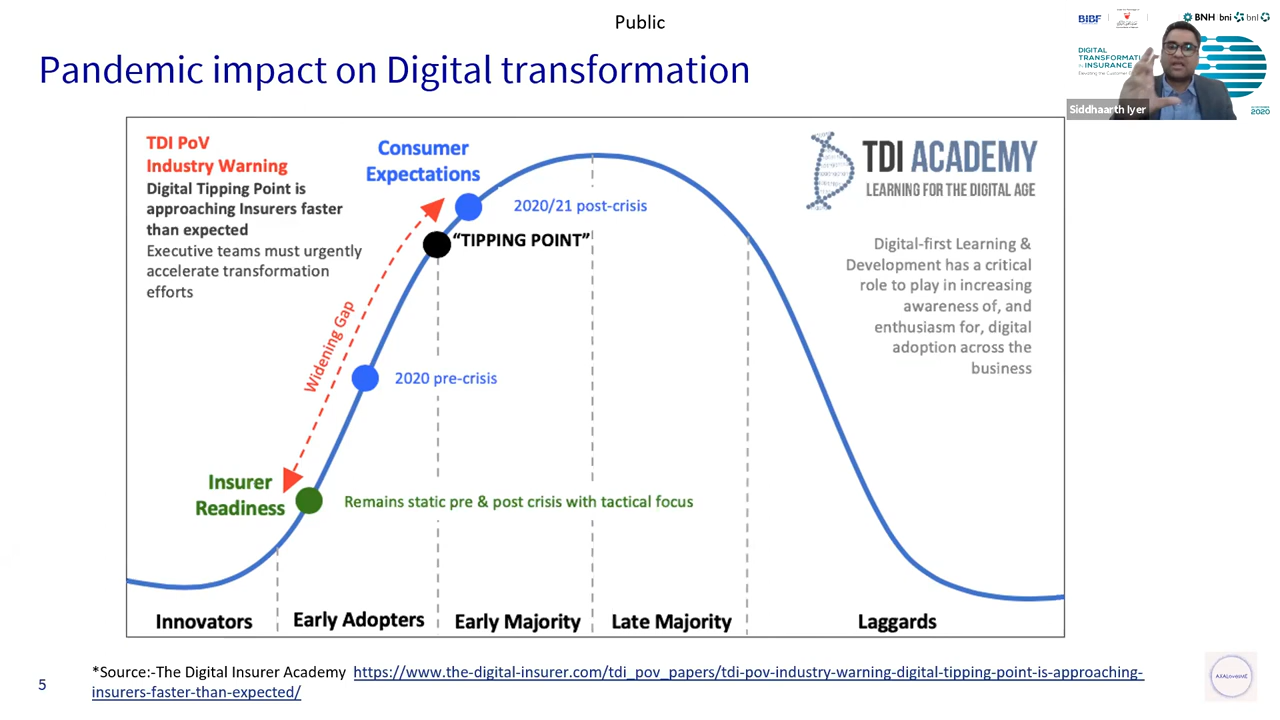 Public
Pandemic impact on Digital transformation
BIBF
BNH bni bnl
DIGITAL
INSURANCE
Siddhaarth Iyer
2020
TDI PoV
Industry Warning
Digital Tipping Point is
approaching Insurers faster
than expected
Executive teams must urgently
accelerate transformation
efforts
Consumer
Expectations
2020/21 post-crisis
“TIPPING POINT”
Widening Gap
2020 pre-crisis
Insurer
Readiness
Remains static pre & post crisis with tactical focus
TDI ACADEMY
LEARNING FOR THE DIGITAL AGE
Digital-first Learning &
Development has a critical
role to play in increasing
awareness of, and
enthusiasm for, digital
adoption across the
business
Innovators
Early Adopters
Early Majority
Late Majority
Laggards
*Source:-The Digital Insurer Academy https://www.the-digital-insurer.com/tdi_pov_papers/tdi-pov-industry-warning-digital-tipping-point-is-approaching-
insurers-faster-than-expected/
5